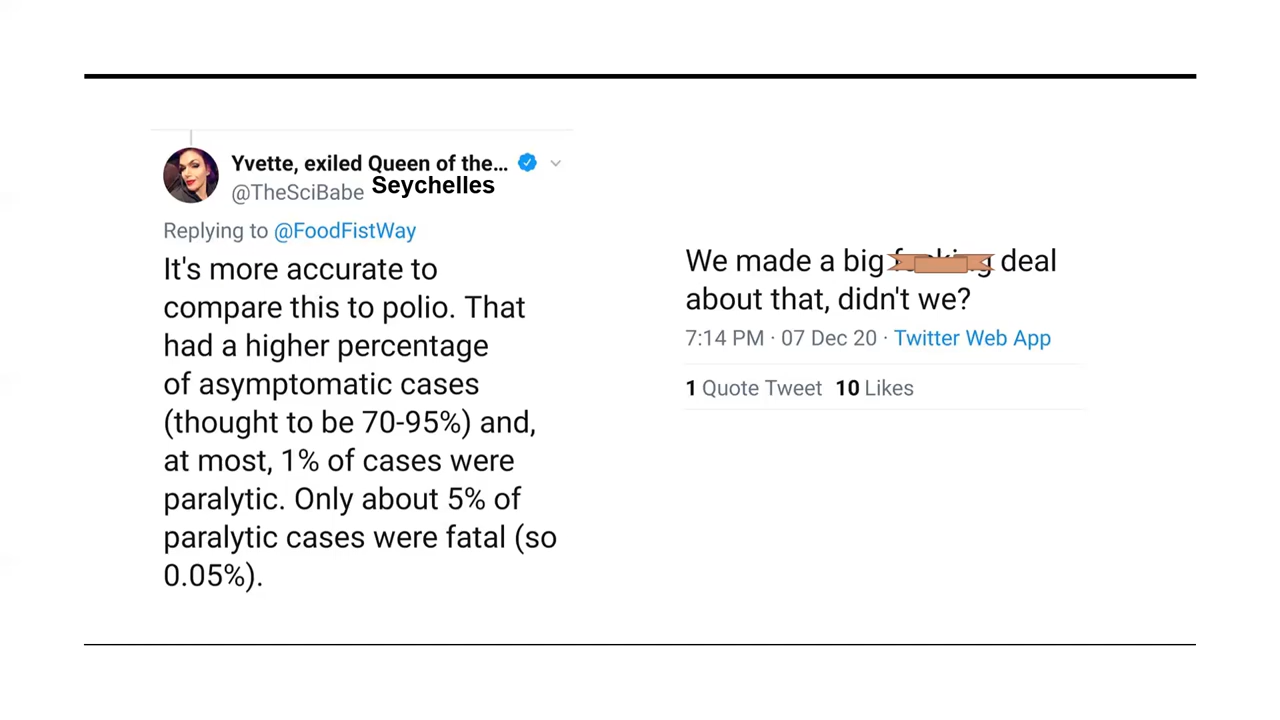 Yvette, exiled Queen of the...
@TheSciBabe Seychelles
Replying to @FoodFistWay
It's more accurate to
compare this to polio. That
had a higher percentage
of asymptomatic cases
(thought to be 70-95%) and,
at most, 1% of cases were
paralytic. Only about 5% of
paralytic cases were fatal (so
0.05%).
We made a big deal
about that, didn't we?
7:14 PM · 07 Dec 20 · Twitter Web App
1 Quote Tweet 10 Likes